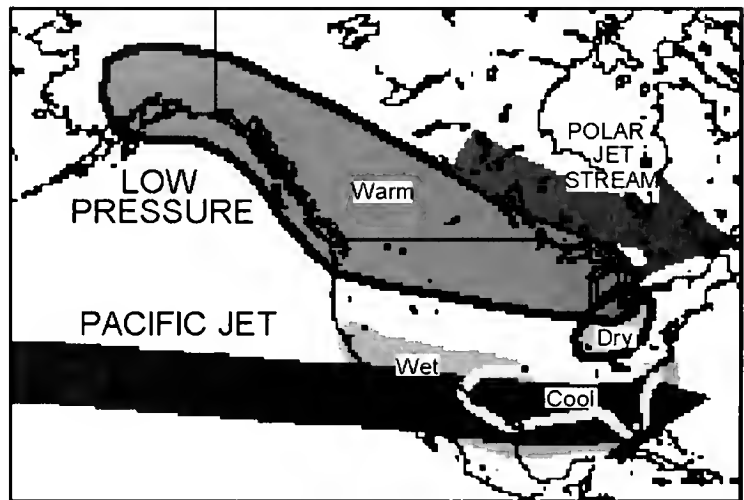 POLAR
JET
STREAM
LOW
PRESSURE
Warm
PACIFIC JET
Dry
Wet
Cool